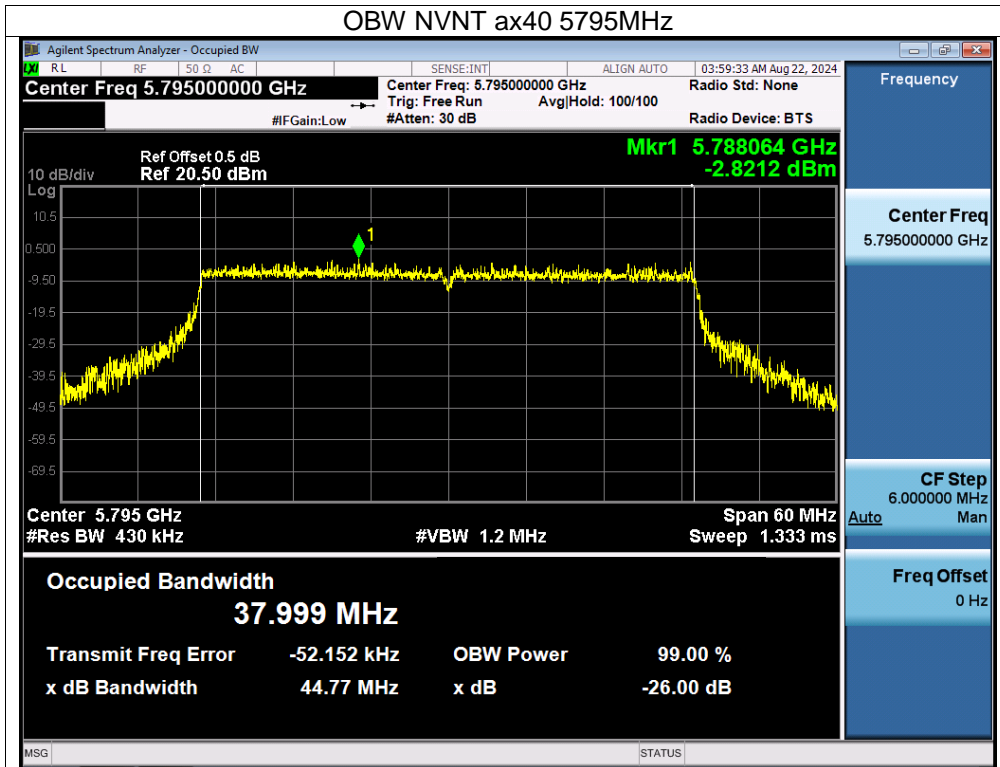 OBW NVNT ax40 5795MHz
Agilent Spectrum Analyzer - Occupied BW
LXI RL RF 50 Ω AC SENSE:INT ALIGN AUTO 03:59:33 AM Aug 22, 2024
Center Freq 5.795000000 GHz
Center Freq: 5.795000000 GHz
Radio Std: None
Trig: Free Run Avg|Hold: 100/100
#IFGain:Low #Atten: 30 dB
Radio Device: BTS
Frequency
Mkr1 5.788064 GHz
-2.8212 dBm
Ref Offset 0.5 dB
10 dB/div Ref 20.50 dBm
Log
10.5
0.500
-9.50
-19.5
-29.5
-39.5
-49.5
-59.5
-69.5
1
Center 5.795 GHz Span 60 MHz
#Res BW 430 kHz #VBW 1.2 MHz Sweep 1.333 ms
Center Freq
5.795000000 GHz
CF Step
6.000000 MHz
Auto Man
Freq Offset
0 Hz
Occupied Bandwidth
37.999 MHz
Transmit Freq Error -52.152 kHz OBW Power 99.00 %
x dB Bandwidth 44.77 MHz x dB -26.00 dB
MSG STATUS